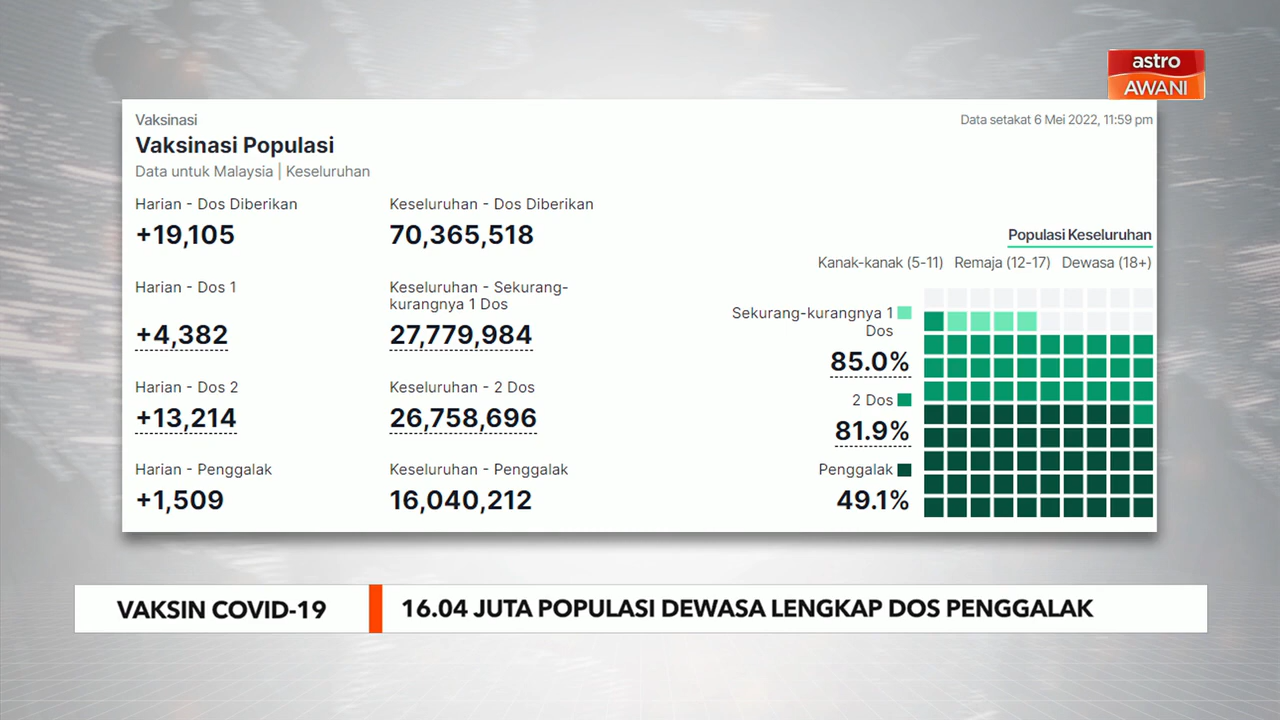 astro
AWANI
Vaksinasi
Data setakat 6 Mei 2022, 11:59 pm
Vaksinasi Populasi
Data untuk Malaysia | Keseluruhan
Harian - Dos Diberikan
+19,105
Keseluruhan - Dos Diberikan
70,365,518
Harian - Dos 1
+4,382
Keseluruhan - Sekurang-
kurangnya 1 Dos
27,779,984
Harian - Dos 2
+13,214
Keseluruhan - 2 Dos
26,758,696
Harian - Penggalak
+1,509
Keseluruhan - Penggalak
16,040,212
Populasi Keseluruhan
Kanak-kanak (5-11) Remaja (12-17) Dewasa (18+)
Sekurang-kurangnya 1
Dos
85.0%
2 Dos
81.9%
Penggalak
49.1%
VAKSIN COVID-19
16.04 JUTA POPULASI DEWASA LENGKAP DOS PENGGALAK